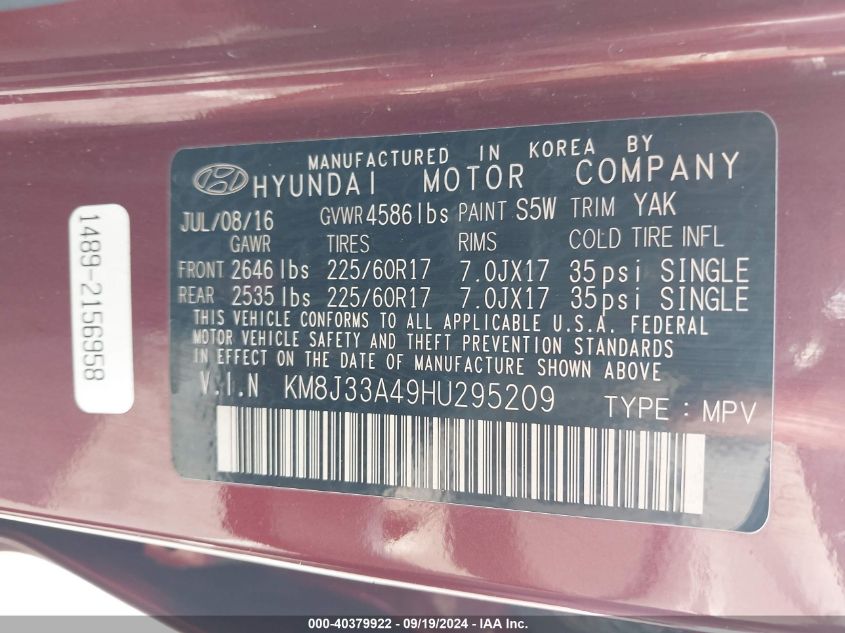 MANUFACTURED IN KOREA BY
HYUNDAI MOTOR COMPANY
JUL/08/16 GVWR 4586 lbs PAINT S5W TRIM YAK
GAWR TIRES RIMS COLD TIRE INFL
FRONT 2646 lbs 225/60R17 7.0JX17 35psi SINGLE
REAR 2535 lbs 225/60R17 7.0JX17 35psi SINGLE
THIS VEHICLE CONFORMS TO ALL APPLICABLE U.S.A. FEDERAL
MOTOR VEHICLE SAFETY AND THEFT PREVENTION STANDARDS
IN EFFECT ON THE DATE OF MANUFACTURE SHOWN ABOVE.
V.I.N KM8J33A49HU295209 TYPE : MPV
1489-2156958
000-40379922 - 09/19/2024 - IAA Inc.